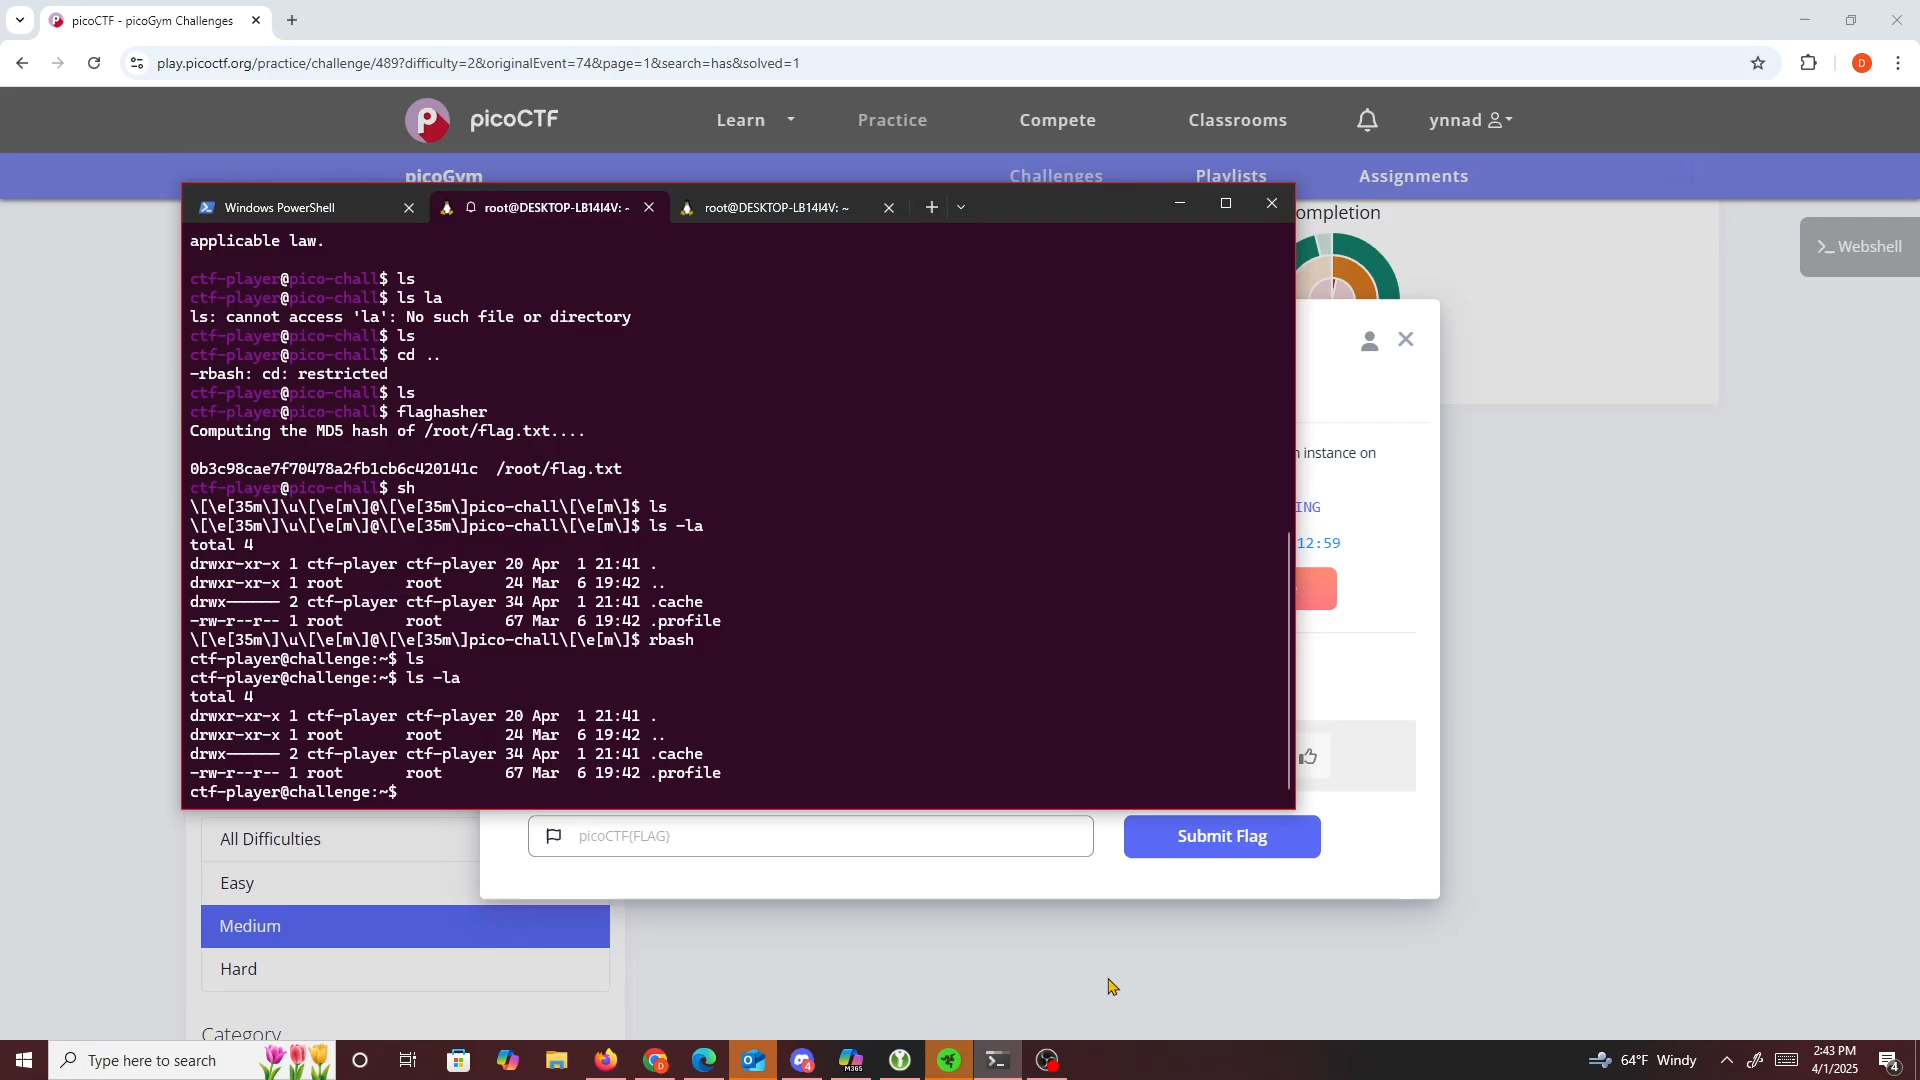 picoCTF - picoGym Challenges
play.picoctf.org/practice/challenge/489?difficulty=2&originalEvent=74&page=1&search=has&solved=1
D
picoCTF
Learn
Practice
Compete
Classrooms
ynnad
picoGym
Challenges
Playlists
Assignments
Windows PowerShell
root@DESKTOP-LB14I4V: ~
root@DESKTOP-LB14I4V: ~
ompletion
>_ Webshell
applicable law.
ctf-player@pico-chall$ ls
ctf-player@pico-chall$ ls la
ls: cannot access 'la': No such file or directory
ctf-player@pico-chall$ ls
ctf-player@pico-chall$ cd ..
-rbash: cd: restricted
ctf-player@pico-chall$ ls
ctf-player@pico-chall$ flaghasher
Computing the MD5 hash of /root/flag.txt....
0b3c98cae7f70478a2fb1cb6c420141c  /root/flag.txt
ctf-player@pico-chall$ sh
\[\e[35m\]\u\[\e[m\]@\[\e[35m\]pico-chall\[\e[m\]$ ls
\[\e[35m\]\u\[\e[m\]@\[\e[35m\]pico-chall\[\e[m\]$ ls -la
total 4
drwxr-xr-x 1 ctf-player ctf-player 20 Apr  1 21:41 .
drwxr-xr-x 1 root       root       24 Mar  6 19:42 ..
drwx------ 2 ctf-player ctf-player 34 Apr  1 21:41 .cache
-rw-r--r-- 1 root       root       67 Mar  6 19:42 .profile
\[\e[35m\]\u\[\e[m\]@\[\e[35m\]pico-chall\[\e[m\]$ rbash
ctf-player@challenge:~$ ls
ctf-player@challenge:~$ ls -la
total 4
drwxr-xr-x 1 ctf-player ctf-player 20 Apr  1 21:41 .
drwxr-xr-x 1 root       root       24 Mar  6 19:42 ..
drwx------ 2 ctf-player ctf-player 34 Apr  1 21:41 .cache
-rw-r--r-- 1 root       root       67 Mar  6 19:42 .profile
ctf-player@challenge:~$
instance on
ING
12:59
picoCTF{FLAG}
Submit Flag
All Difficulties
Easy
Medium
Hard
Category
Type here to search
D
4
M365
64°F Windy
2:43 PM
4/1/2025
4